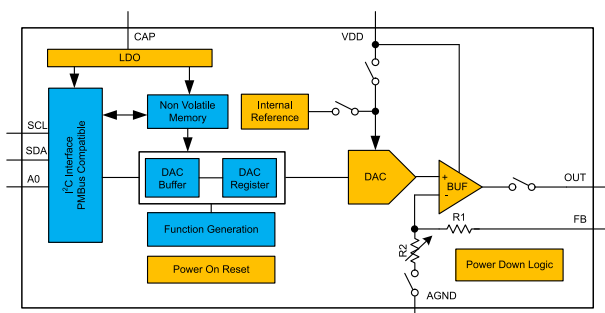 CAP
VDD
LDO
Non Volatile
Memory
Internal
Reference
SCL
SDA
A0
I²C Interface
PMBus Compatible
DAC
Buffer
DAC
Register
DAC
+
-
BUF
OUT
Function Generation
R1
FB
R2
Power On Reset
Power Down Logic
AGND